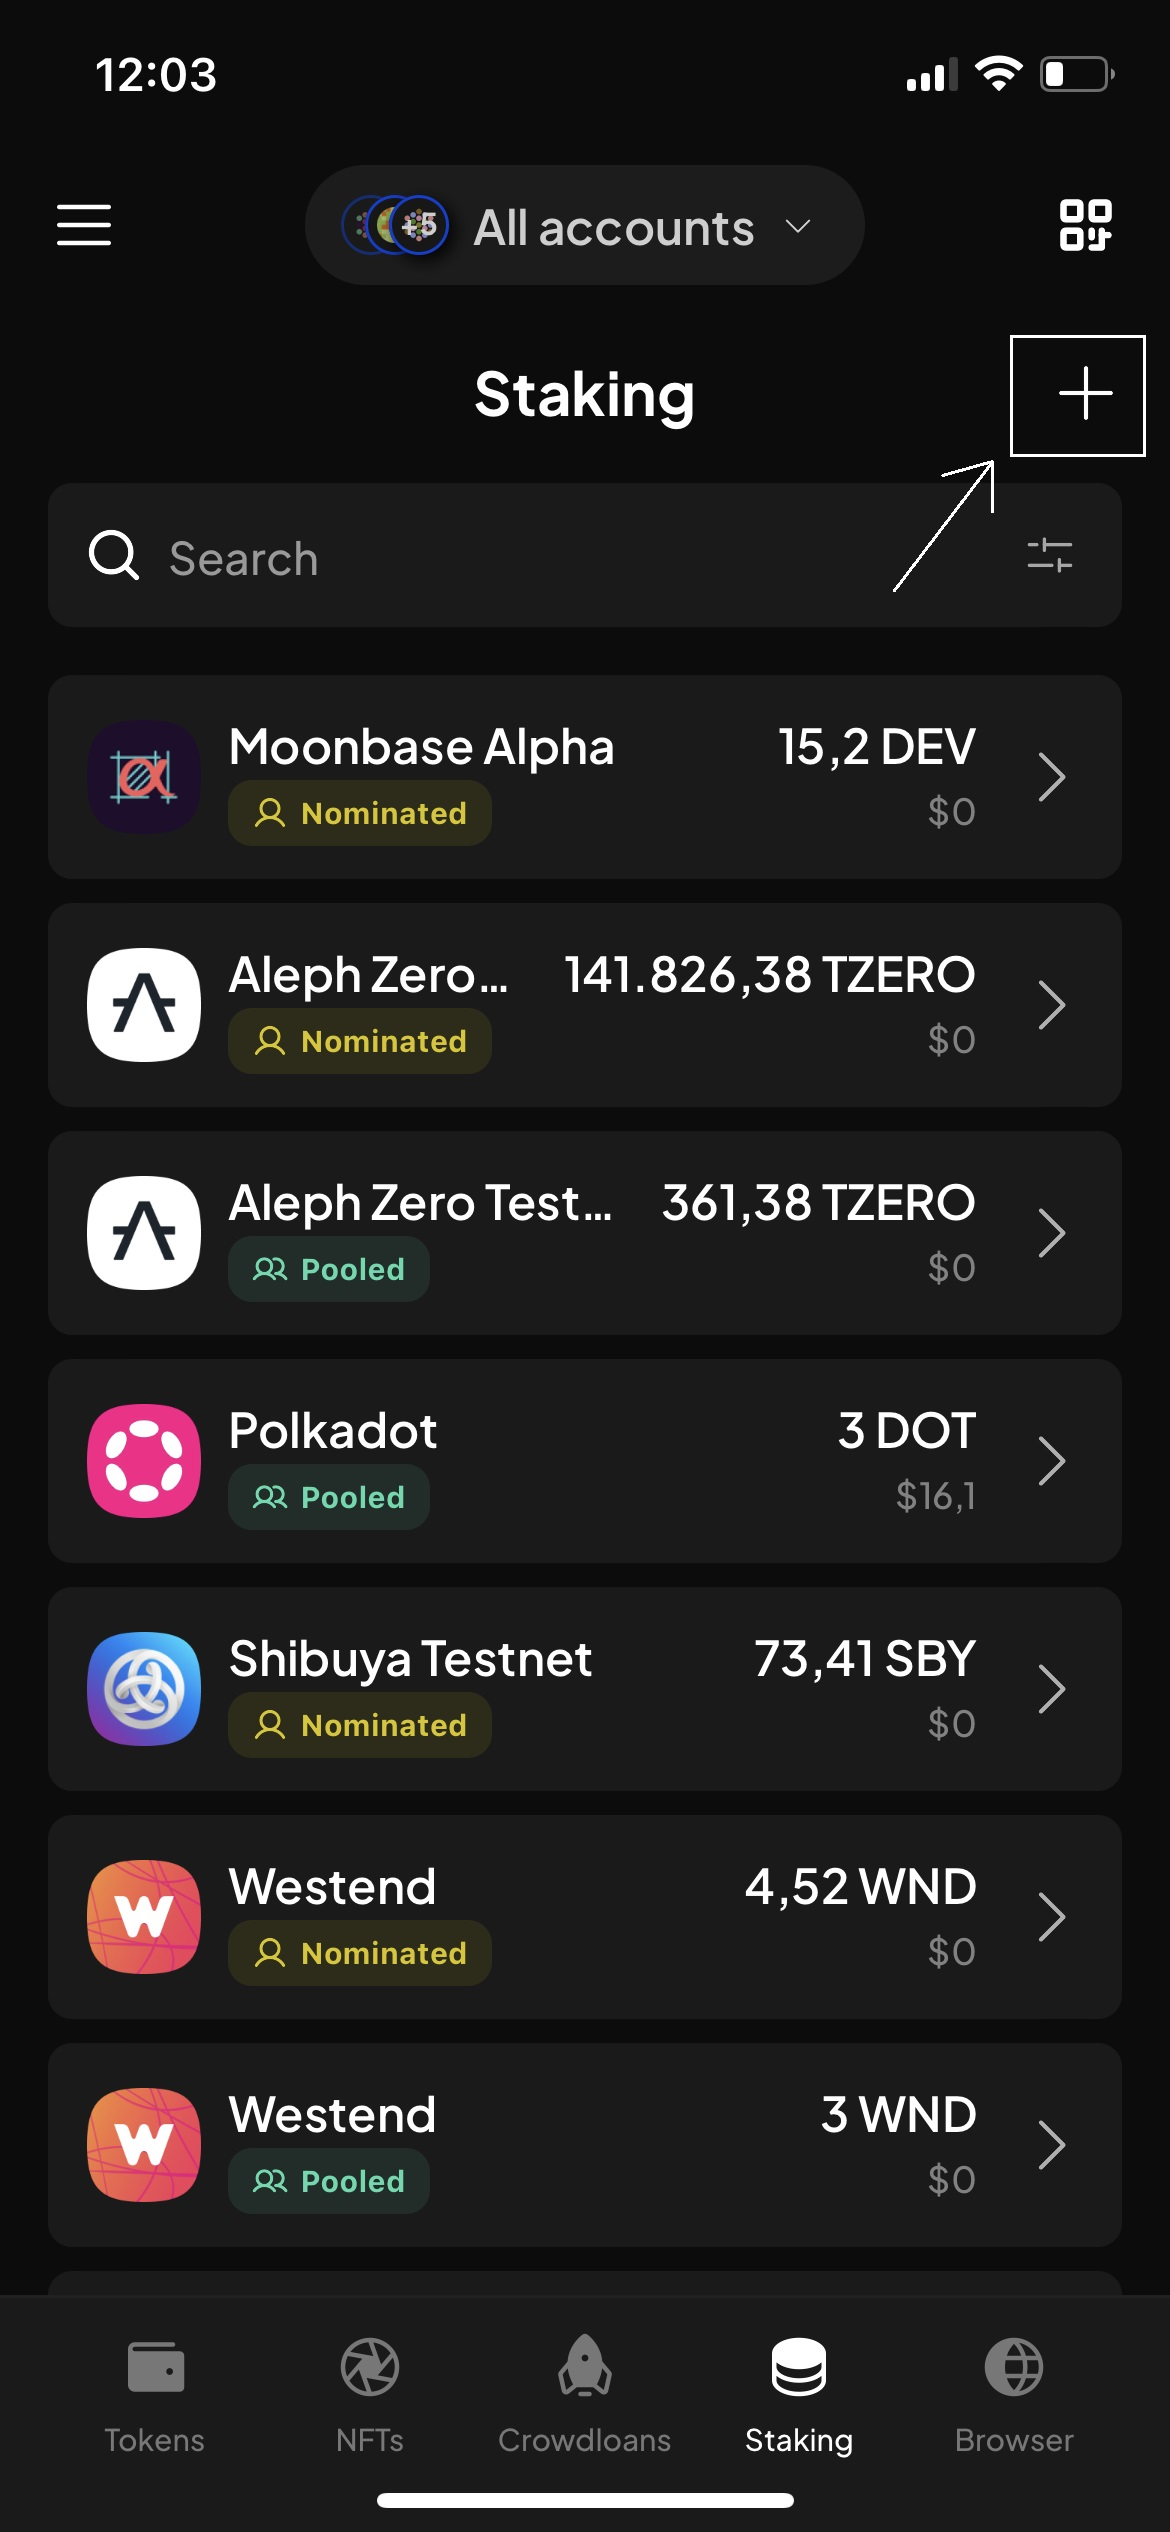 12:03
+5 All accounts
Staking
Search
Moonbase Alpha 15,2 DEV
Nominated $0
Aleph Zero... 141.826,38 TZERO
Nominated $0
Aleph Zero Test... 361,38 TZERO
Pooled $0
Polkadot 3 DOT
Pooled $16,1
Shibuya Testnet 73,41 SBY
Nominated $0
Westend 4,52 WND
Nominated $0
Westend 3 WND
Pooled $0
Tokens NFTs Crowdloans Staking Browser